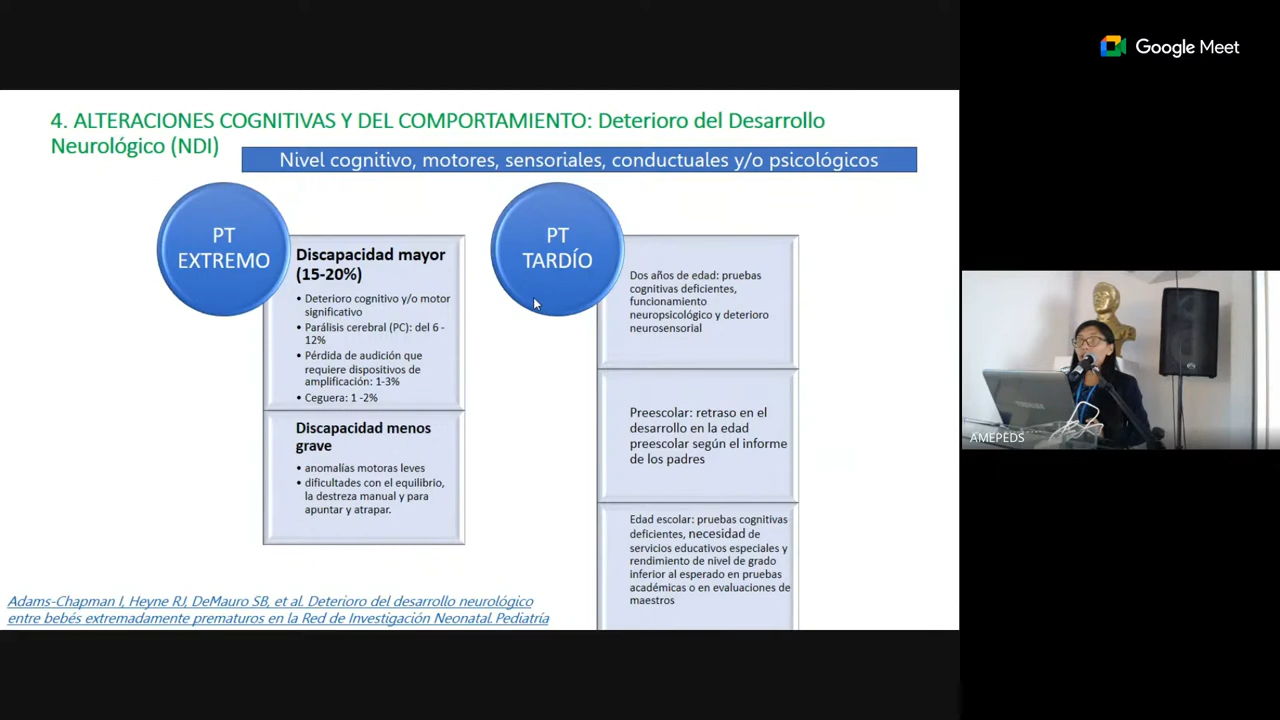 Google Meet
4. ALTERACIONES COGNITIVAS Y DEL COMPORTAMIENTO: Deterioro del Desarrollo
Neurológico (NDI)
Nivel cognitivo, motores, sensoriales, conductuales y/o psicológicos
PT
EXTREMO
Discapacidad mayor
(15-20%)
• Deterioro cognitivo y/o motor
significativo
• Parálisis cerebral (PC): del 6 -
12%
• Pérdida de audición que
requiere dispositivos de
amplificación: 1-3%
• Ceguera: 1 -2%
Discapacidad menos
grave
• anomalías motoras leves
• dificultades con el equilibrio,
la destreza manual y para
apuntar y atrapar.
PT
TARDÍO
Dos años de edad: pruebas
cognitivas deficientes,
funcionamiento
neuropsicológico y deterioro
neurosensorial
Preescolar: retraso en el
desarrollo en la edad
preescolar según el informe
de los padres
Edad escolar: pruebas cognitivas
deficientes, necesidad de
servicios educativos especiales y
rendimiento de nivel de grado
inferior al esperado en pruebas
académicas o en evaluaciones de
maestros
Adams-Chapman I, Heyne RJ, DeMauro SB, et al. Deterioro del desarrollo neurológico
entre bebés extremadamente prematuros en la Red de Investigación Neonatal. Pediatría
TOSHIBA
AMEPEDS